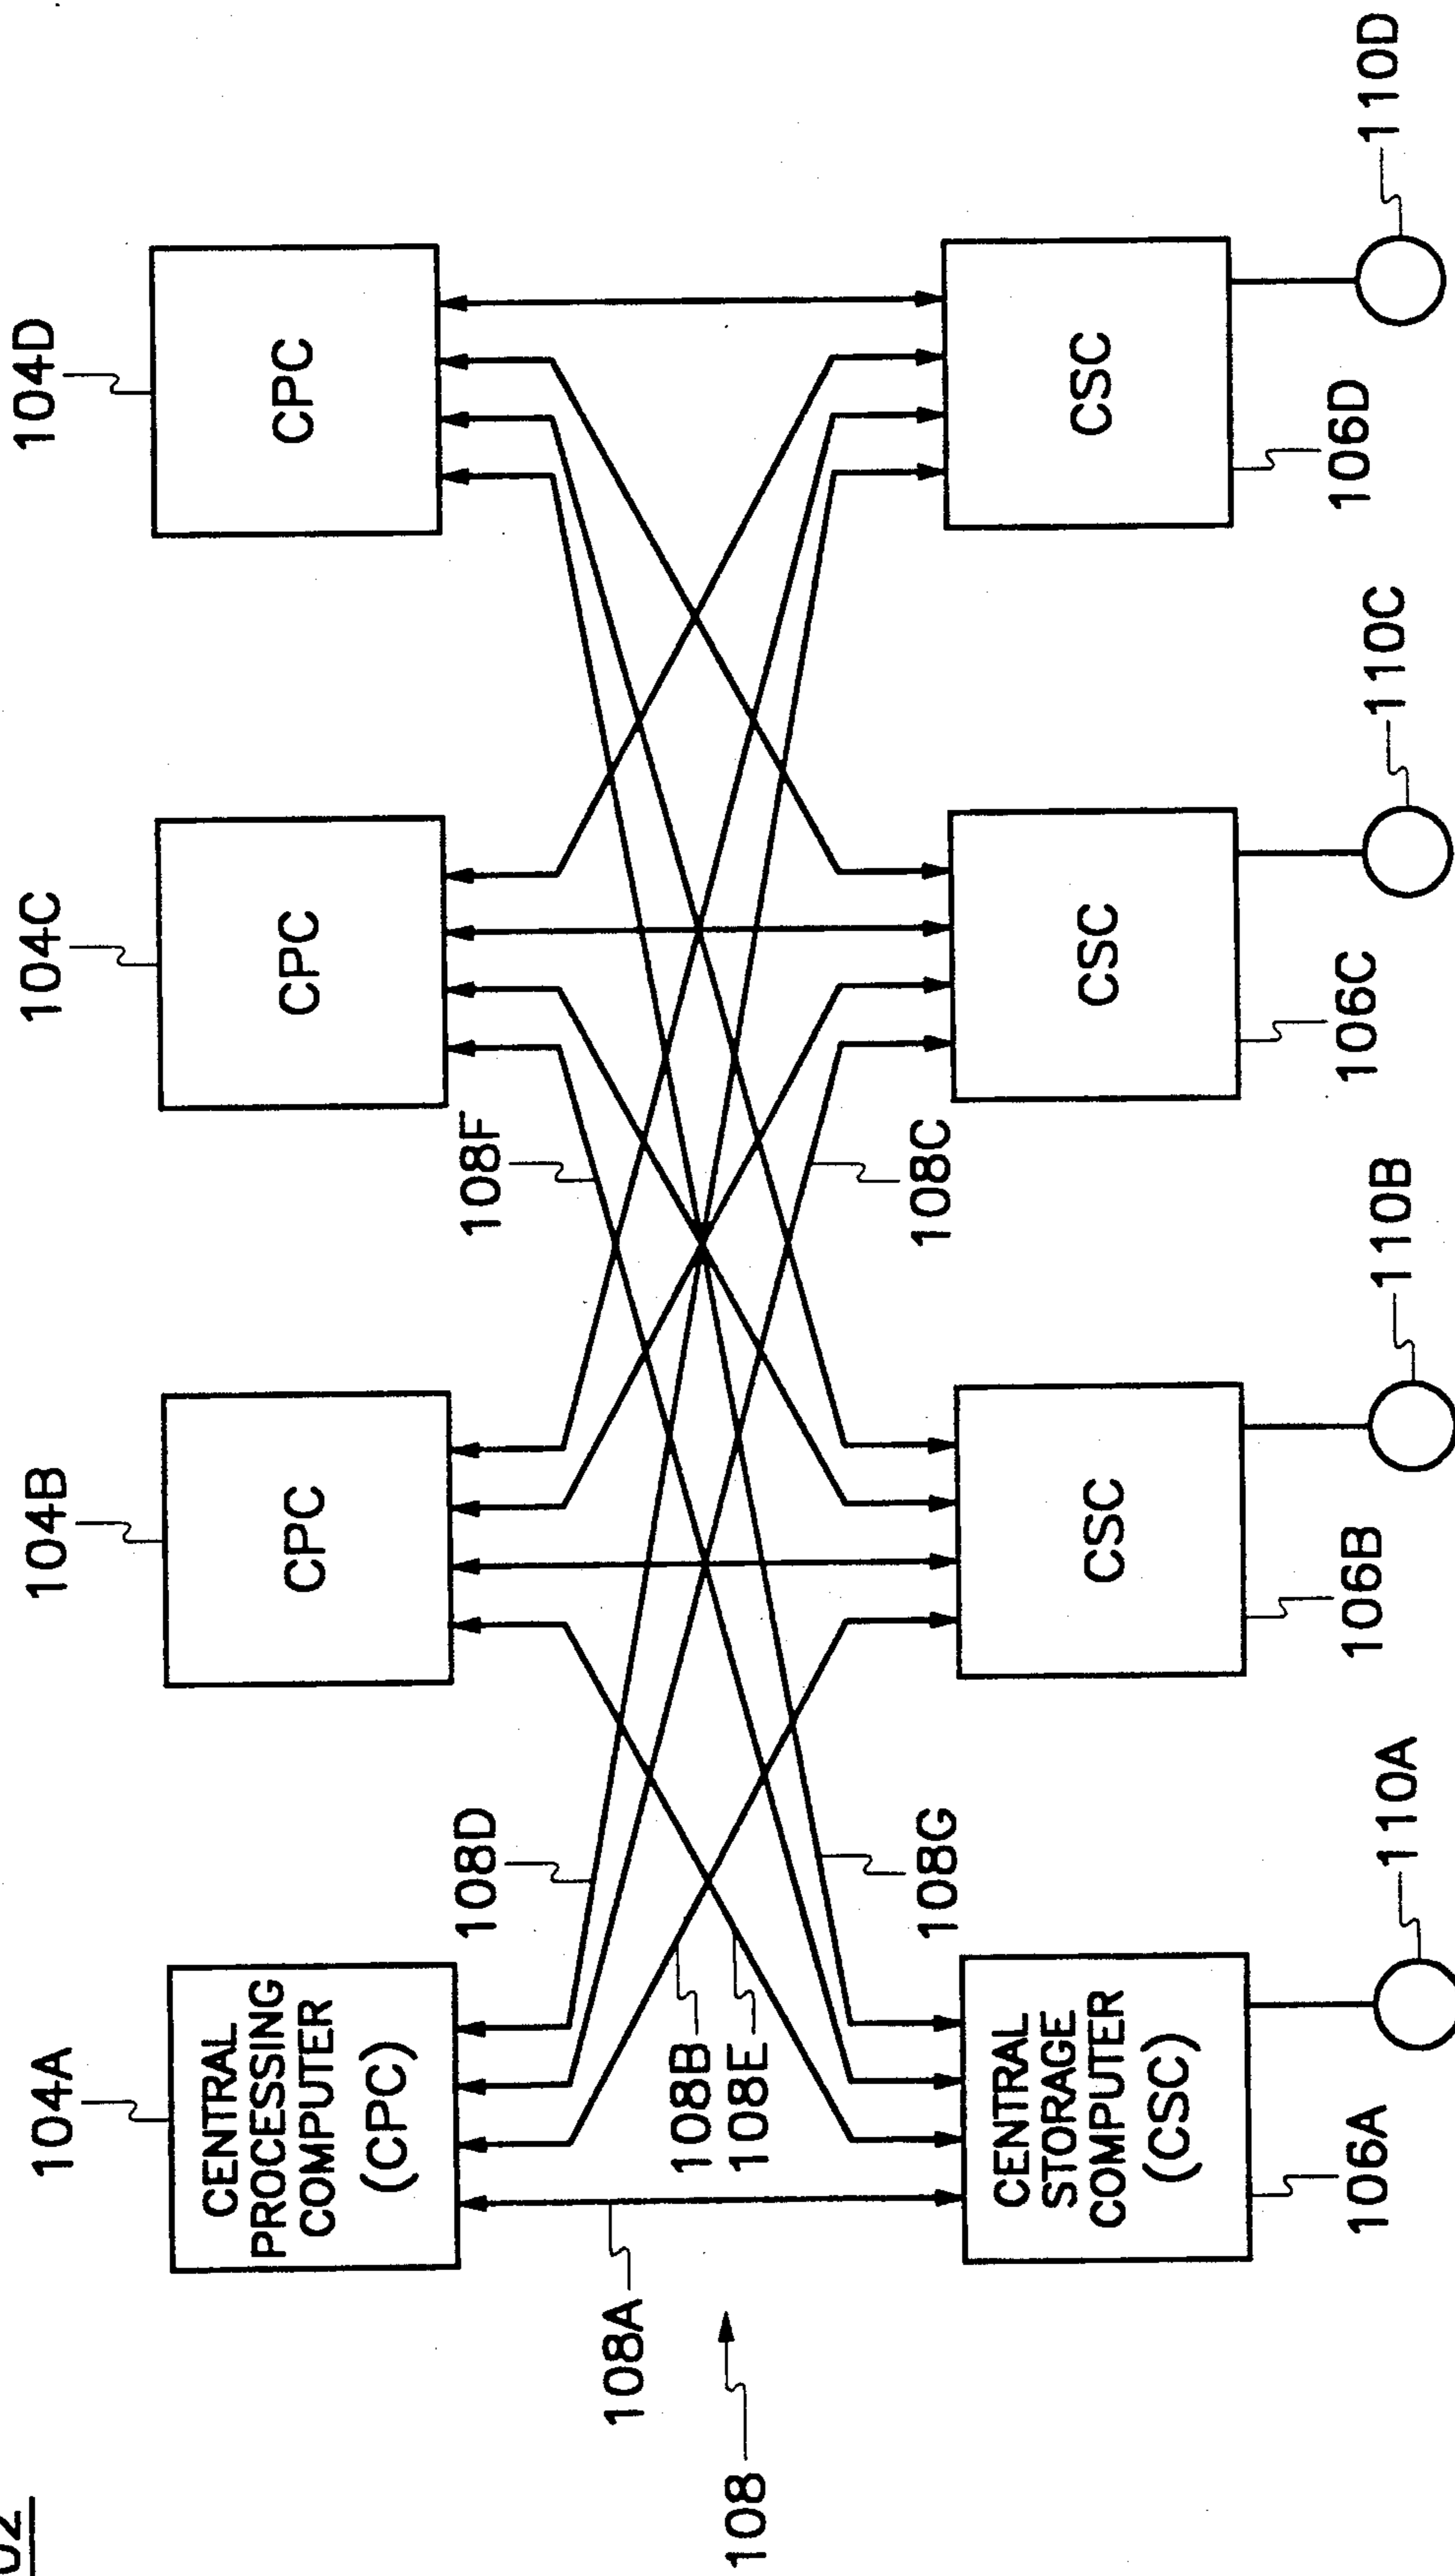 104A
104B
104C
104D
CENTRAL
PROCESSING
COMPUTER
(CPC)
CPC
CPC
CPC
108D
108F
108A
108B
108E
108
108G
108C
CENTRAL
STORAGE
COMPUTER
(CSC)
CSC
CSC
CSC
106A
106B
106C
106D
110A
110B
110C
110D